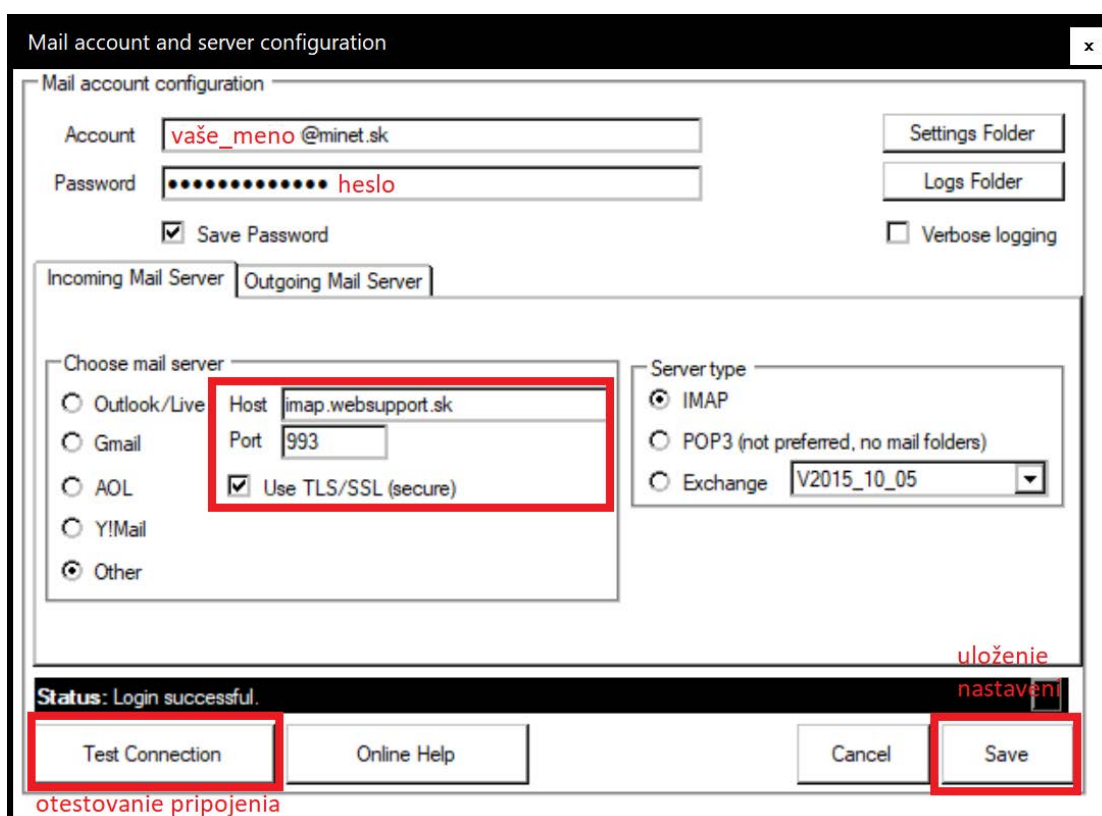 Mail account and server configuration
x
Mail account configuration
Account vaše_meno @minet.sk Settings Folder
Password ••••••••••••• heslo Logs Folder
Save Password Verbose logging
Incoming Mail Server Outgoing Mail Server
Choose mail server Server type
Outlook/Live Host imap.websupport.sk IMAP
Gmail Port 993 POP3 (not preferred, no mail folders)
AOL Use TLS/SSL (secure) Exchange V2015_10_05
Y!Mail
Other
uloženie
Status: Login successful. nastavení
Test Connection Online Help Cancel Save
otestovanie pripojenia